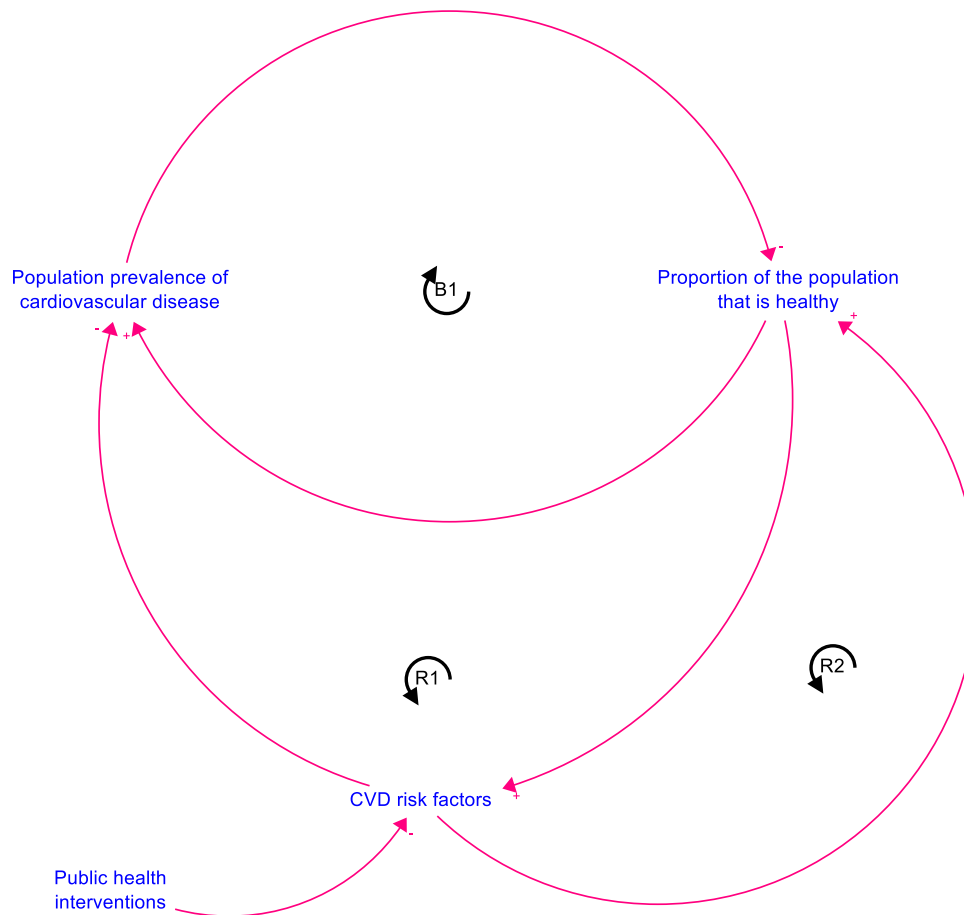 -
B1
Population prevalence of
cardiovascular disease
Proportion of the population
that is healthy
-
+
+
R1
R2
CVD risk factors
+
-
Public health
interventions